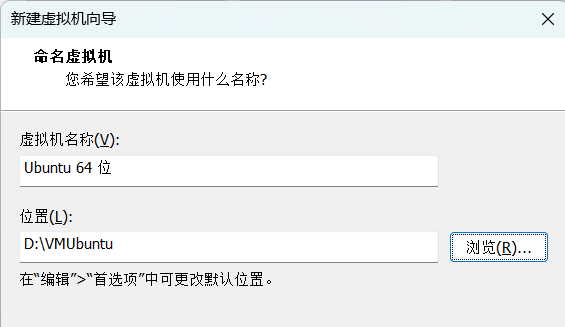 新建虚拟机向导
命名虚拟机
您希望该虚拟机使用什么名称?
虚拟机名称(V):
Ubuntu 64 位
位置(L):
D:\VMUbuntu
浏览(R)...
在“编辑”>“首选项”中可更改默认位置。